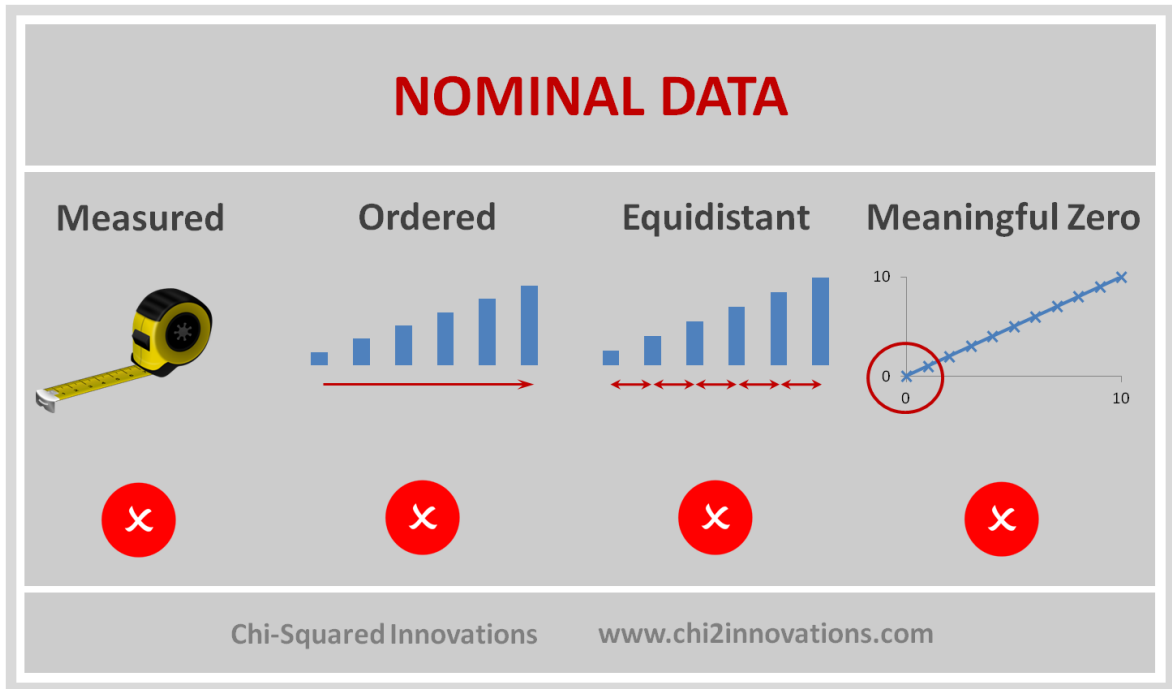 NOMINAL DATA
Measured Ordered Equidistant Meaningful Zero
10
0
0 10
Chi-Squared Innovations www.chi2innovations.com